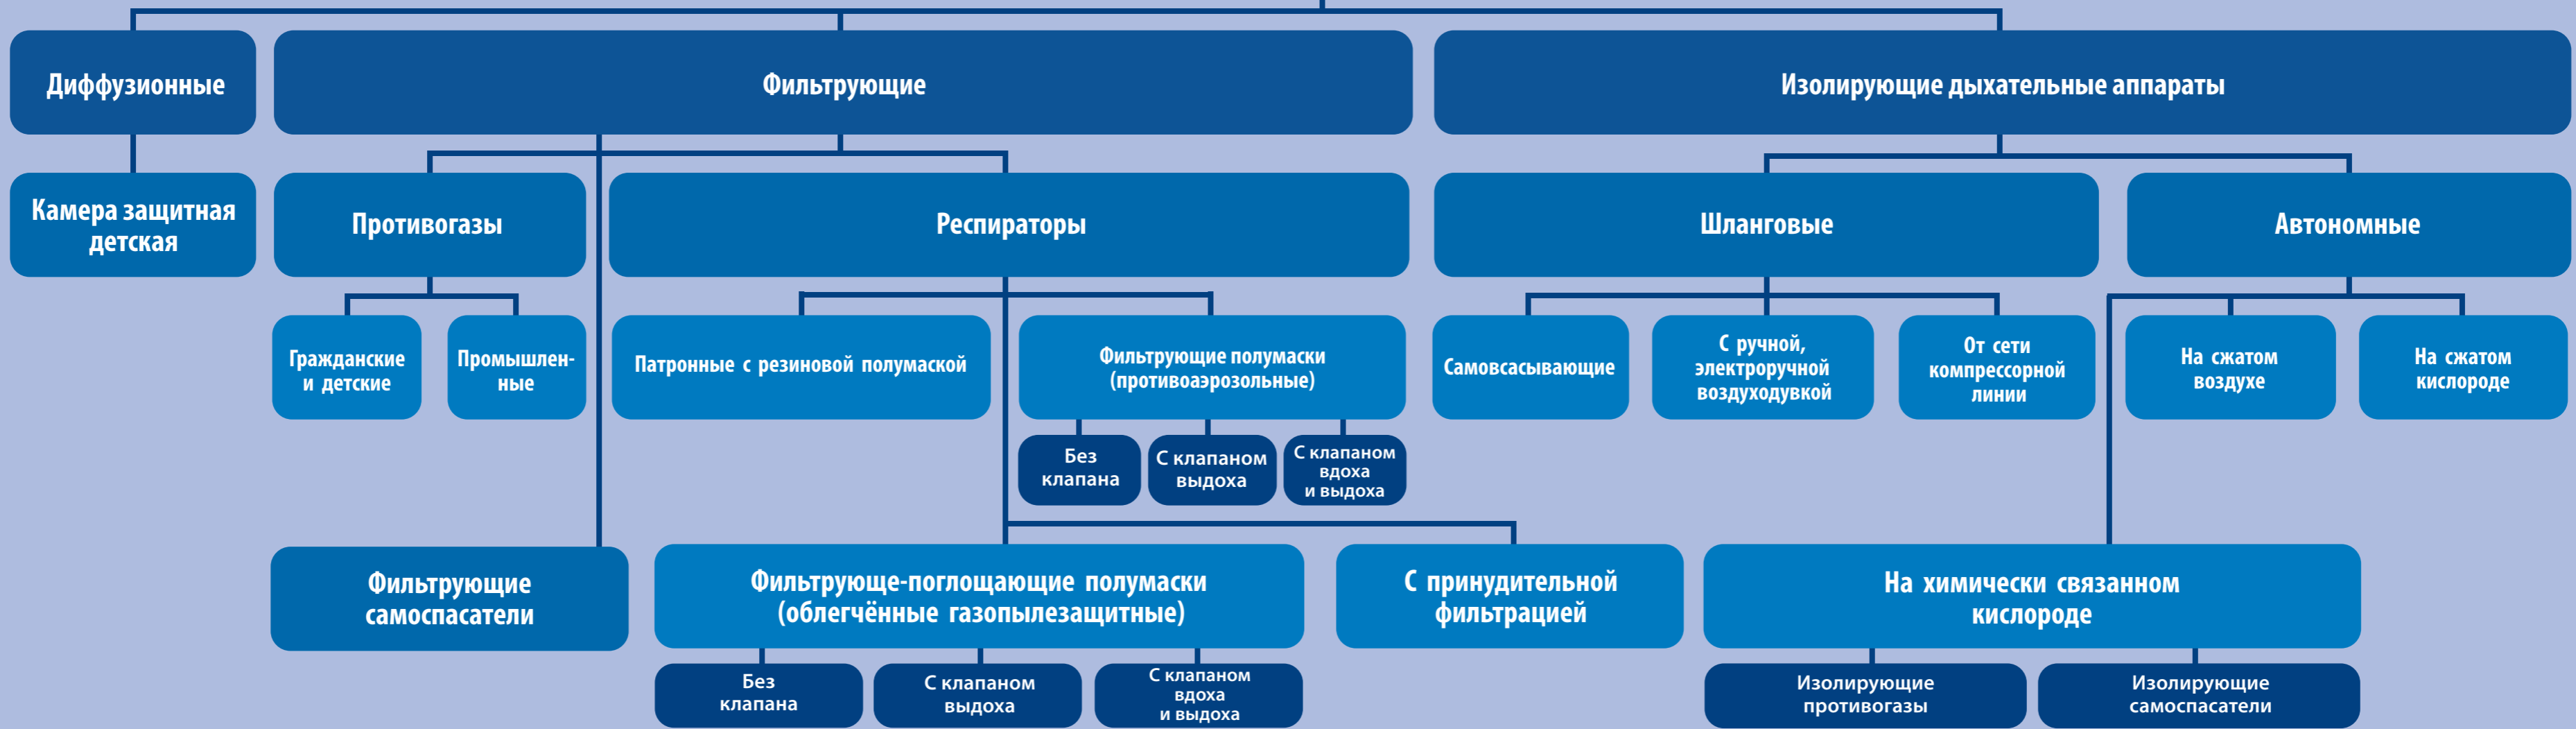 Диффузионные
Фильтрующие
Изолирующие дыхательные аппараты
Камера защитная
детская
Противогазы
Респираторы
Шланговые
Автономные
Гражданские
и детские
Промышлен-
ные
Патронные с резиновой полумаской
Фильтрующие полумаски
(противоаэрозольные)
Самовсасывающие
С ручной,
электроручной
воздуходувкой
От сети
компрессорной
линии
На сжатом
воздухе
На сжатом
кислороде
Без
клапана
С клапаном
выдоха
С клапаном
вдоха
и выдоха
Фильтрующие
самоспасатели
Фильтрующе-поглощающие полумаски
(облегчённые газопылезащитные)
С принудительной
фильтрацией
На химически связанном
кислороде
Без
клапана
С клапаном
выдоха
С клапаном
вдоха
и выдоха
Изолирующие
противогазы
Изолирующие
самоспасатели